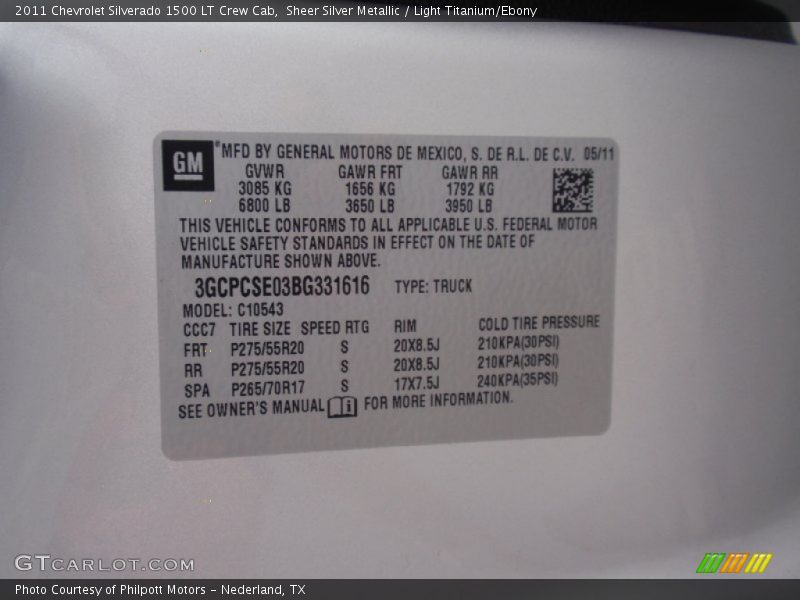 2011 Chevrolet Silverado 1500 LT Crew Cab, Sheer Silver Metallic / Light Titanium/Ebony
GM
MFD BY GENERAL MOTORS DE MEXICO, S. DE R.L. DE C.V. 05/11
GVWR GAWR FRT GAWR RR
3085 KG 1656 KG 1792 KG
6800 LB 3650 LB 3950 LB
THIS VEHICLE CONFORMS TO ALL APPLICABLE U.S. FEDERAL MOTOR
VEHICLE SAFETY STANDARDS IN EFFECT ON THE DATE OF
MANUFACTURE SHOWN ABOVE.
3GCPCSE03BG331616 TYPE: TRUCK
MODEL: C10543
CCC7 TIRE SIZE SPEED RTG RIM COLD TIRE PRESSURE
FRT P275/55R20 S 20X8.5J 210KPA(30PSI)
RR P275/55R20 S 20X8.5J 210KPA(30PSI)
SPA P265/70R17 S 17X7.5J 240KPA(35PSI)
SEE OWNER'S MANUAL FOR MORE INFORMATION.
GTCARLOT.COM
Photo Courtesy of Philpott Motors - Nederland, TX